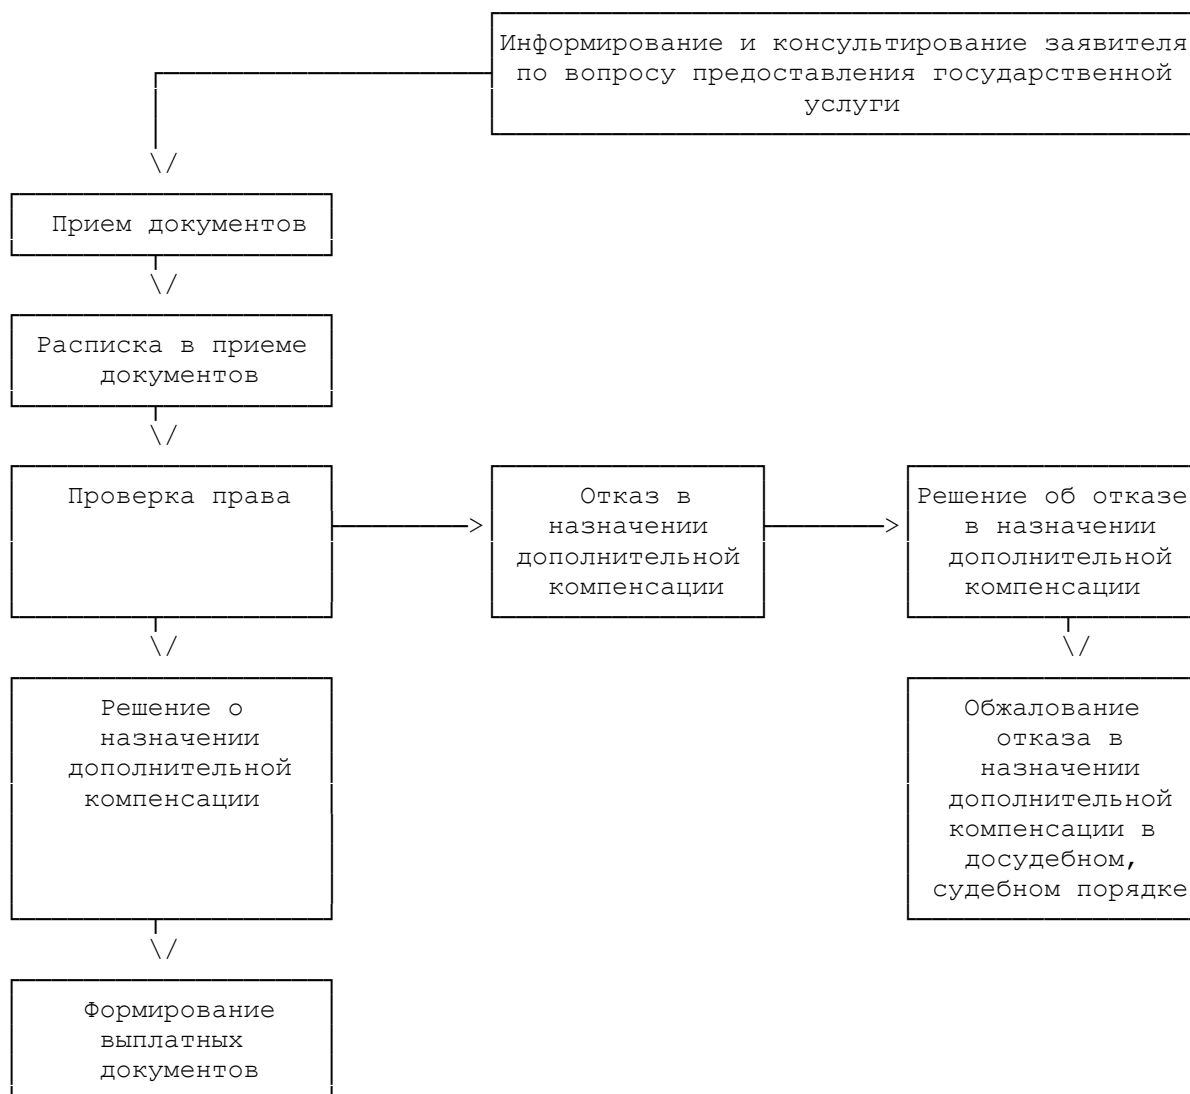 Информирование и консультирование заявителя
по вопросу предоставления государственной
услуги
Прием документов
Расписка в приеме
документов
Проверка права
Отказ в
назначении
дополнительной
компенсации
Решение об отказе
в назначении
дополнительной
компенсации
Решение о
назначении
дополнительной
компенсации
Обжалование
отказа в
назначении
дополнительной
компенсации в
досудебном,
судебном порядке
Формирование
выплатных
документов